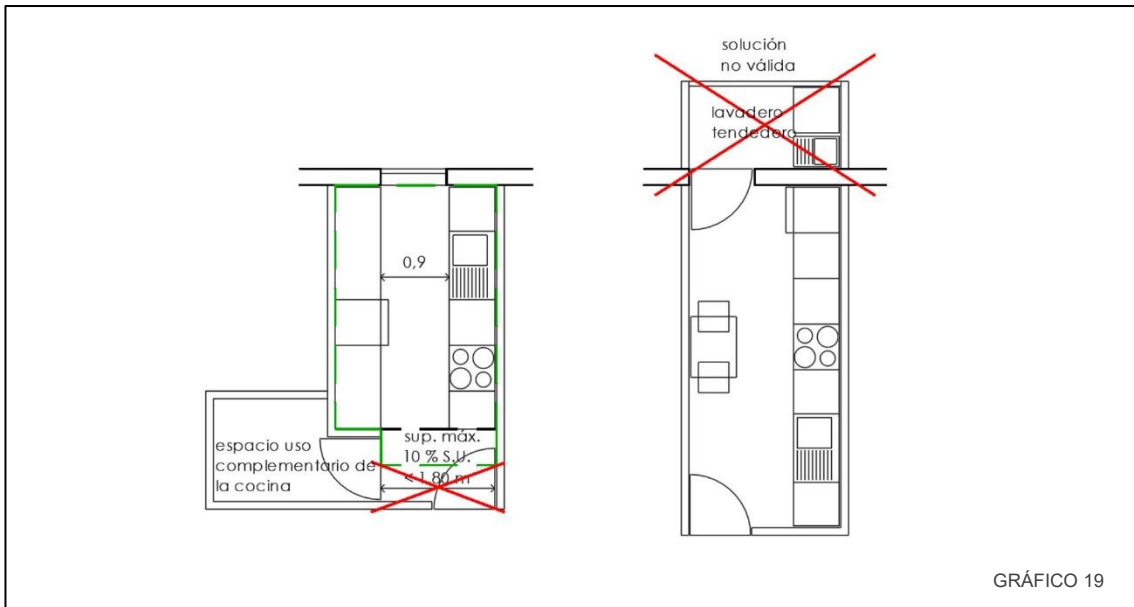 solución
no válida
lavadero
tendedero
0,9
sup. máx.
10 % S.U.
< 1.80 m
espacio uso
complementario de
la cocina
GRÁFICO 19